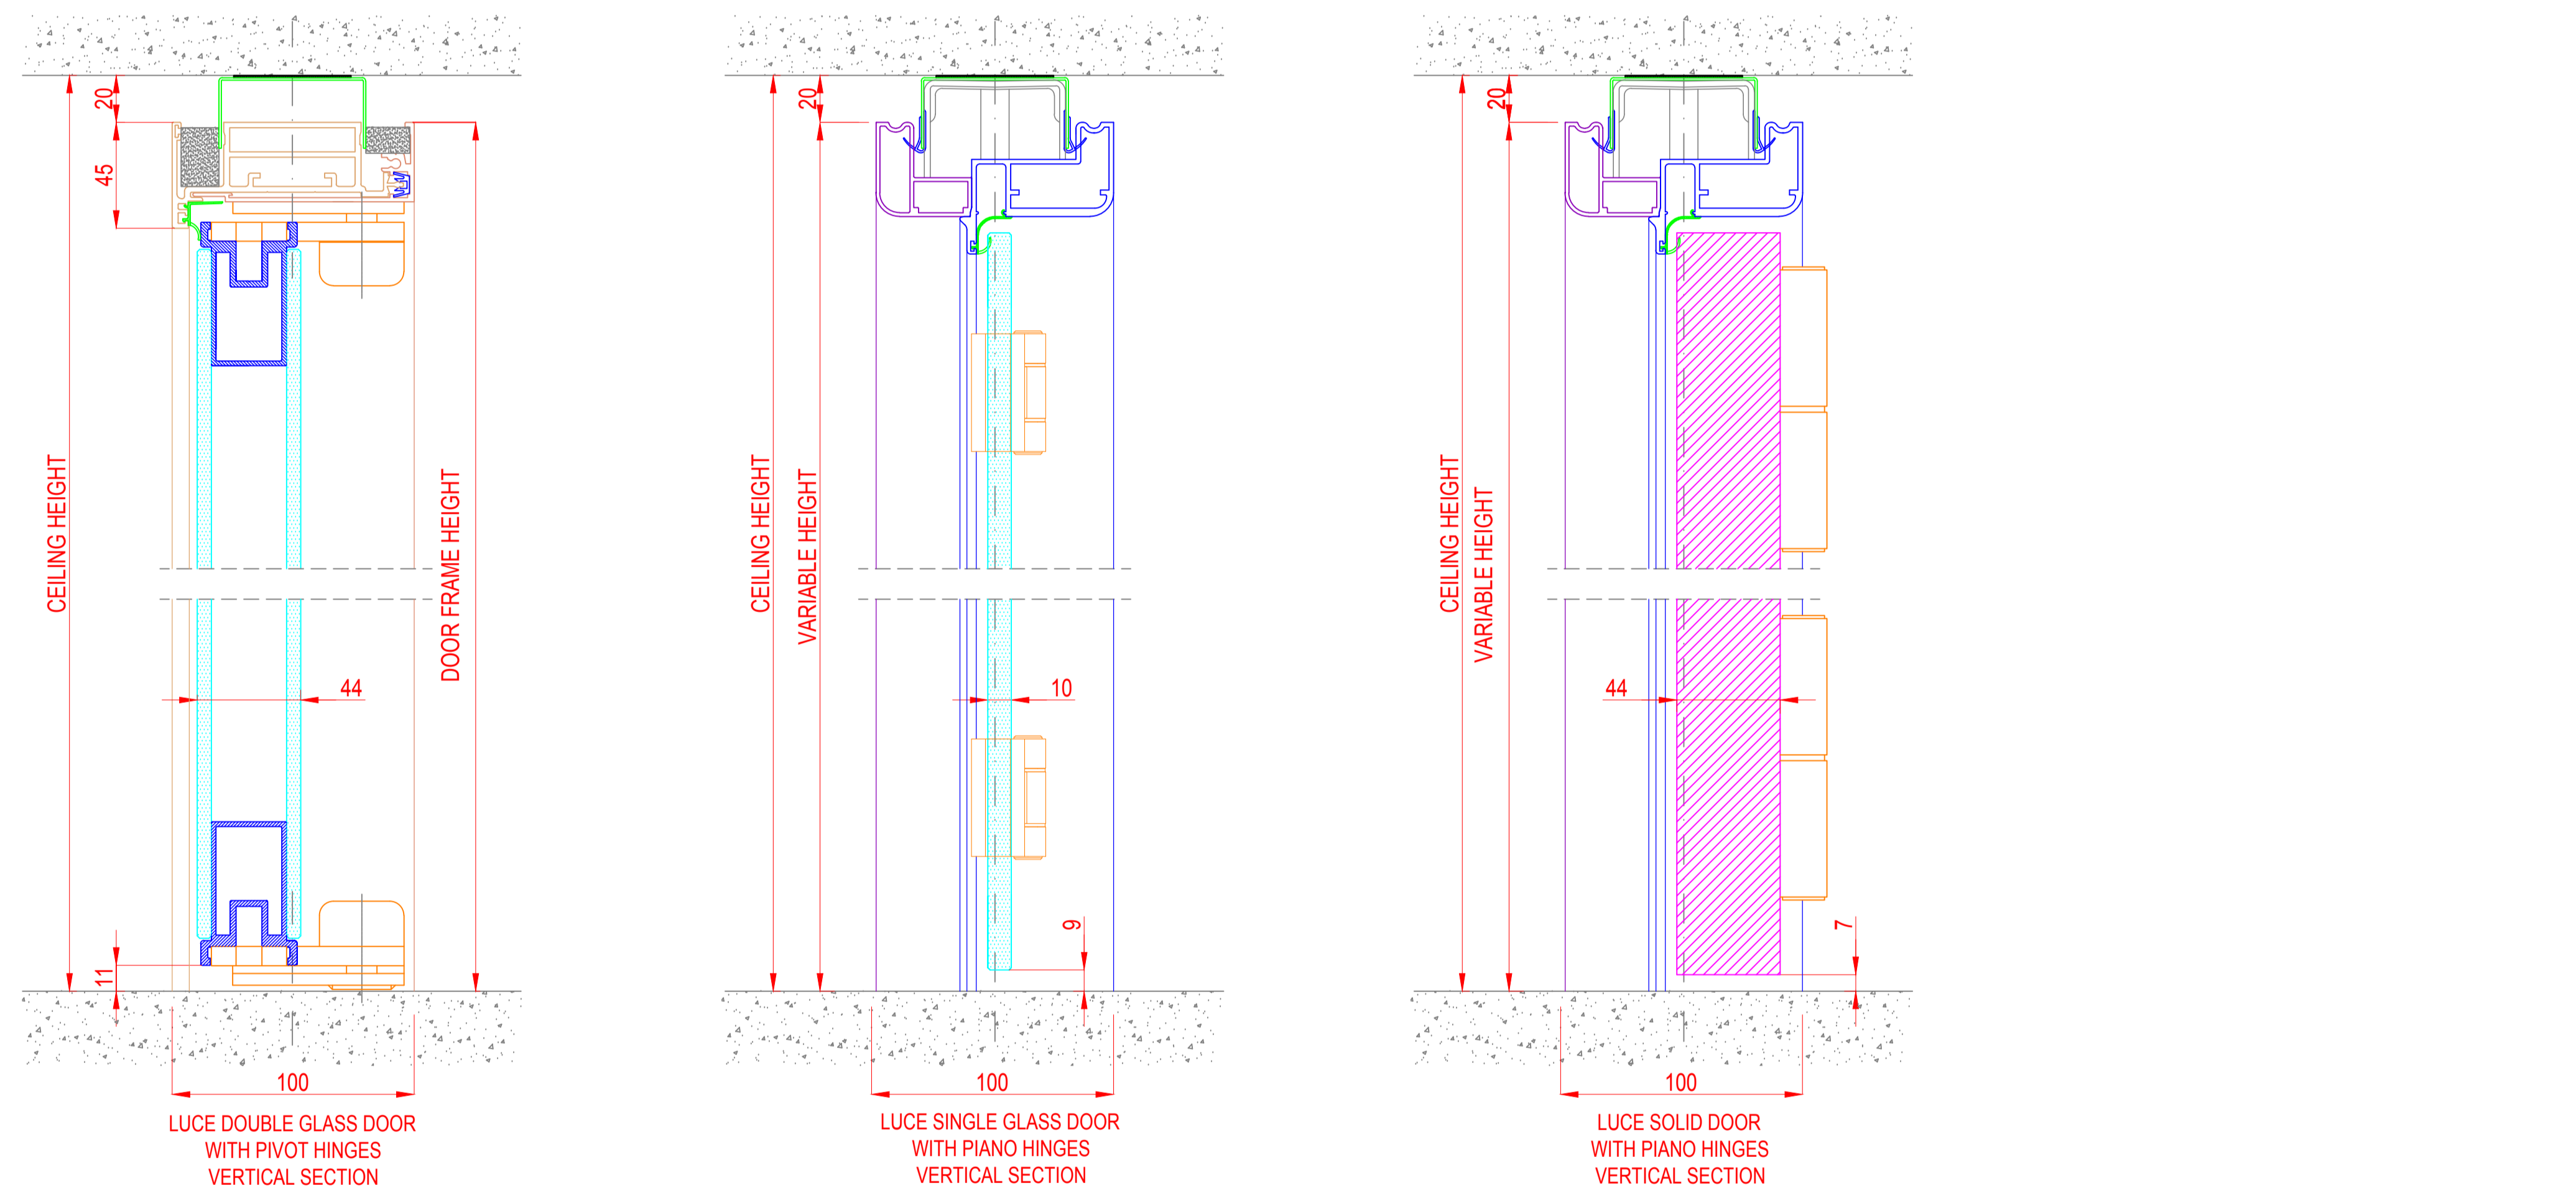 20
45
CEILING HEIGHT
DOOR FRAME HEIGHT
44
11
100
LUCE DOUBLE GLASS DOOR
WITH PIVOT HINGES
VERTICAL SECTION
20
CEILING HEIGHT
VARIABLE HEIGHT
10
9
100
LUCE SINGLE GLASS DOOR
WITH PIANO HINGES
VERTICAL SECTION
20
CEILING HEIGHT
VARIABLE HEIGHT
44
7
100
LUCE SOLID DOOR
WITH PIANO HINGES
VERTICAL SECTION